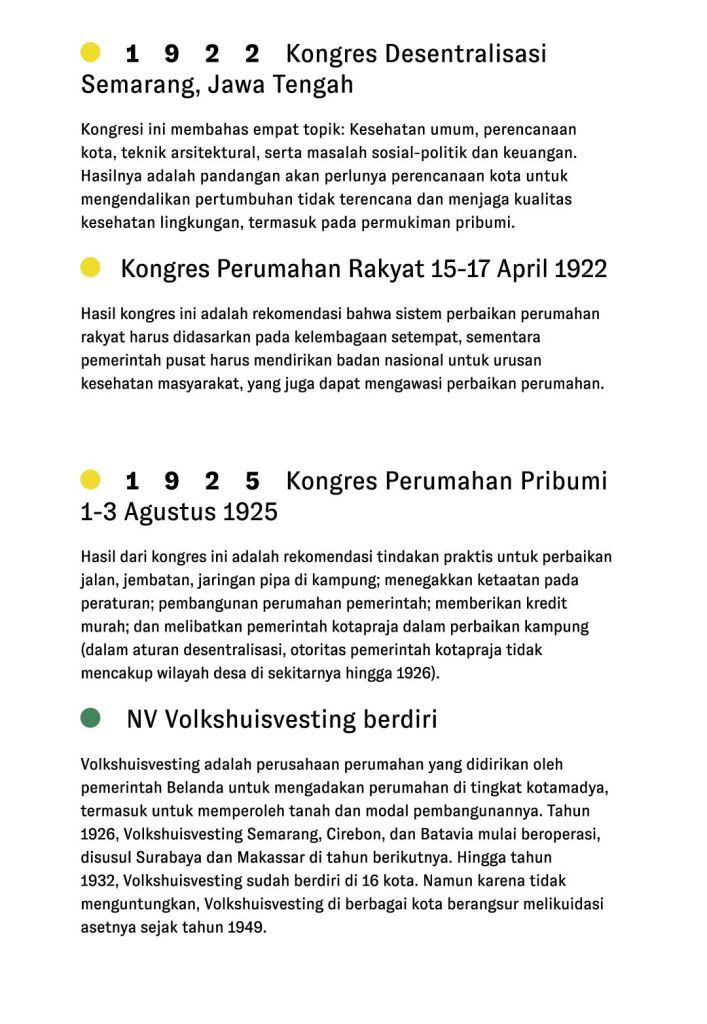 1 9 2 2 Kongres Desentralisasi
Semarang, Jawa Tengah
Kongresi ini membahas empat topik: Kesehatan umum, perencanaan
kota, teknik arsitektural, serta masalah sosial-politik dan keuangan.
Hasilnya adalah pandangan akan perlunya perencanaan kota untuk
mengendalikan pertumbuhan tidak terencana dan menjaga kualitas
kesehatan lingkungan, termasuk pada permukiman pribumi.
Kongres Perumahan Rakyat 15-17 April 1922
Hasil kongres ini adalah rekomendasi bahwa sistem perbaikan perumahan
rakyat harus didasarkan pada kelembagaan setempat, sementara
pemerintah pusat harus mendirikan badan nasional untuk urusan
kesehatan masyarakat, yang juga dapat mengawasi perbaikan perumahan.
1 9 2 5 Kongres Perumahan Pribumi
1-3 Agustus 1925
Hasil dari kongres ini adalah rekomendasi tindakan praktis untuk perbaikan
jalan, jembatan, jaringan pipa di kampung; menegakkan ketaatan pada
peraturan; pembangunan perumahan pemerintah; memberikan kredit
murah; dan melibatkan pemerintah kotapraja dalam perbaikan kampung
(dalam aturan desentralisasi, otoritas pemerintah kotapraja tidak
mencakup wilayah desa di sekitarnya hingga 1926).
NV Volkshuisvesting berdiri
Volkshuisvesting adalah perusahaan perumahan yang didirikan oleh
pemerintah Belanda untuk mengadakan perumahan di tingkat kotamadya,
termasuk untuk memperoleh tanah dan modal pembangunannya. Tahun
1926, Volkshuisvesting Semarang, Cirebon, dan Batavia mulai beroperasi,
disusul Surabaya dan Makassar di tahun berikutnya. Hingga tahun
1932, Volkshuisvesting sudah berdiri di 16 kota. Namun karena tidak
menguntungkan, Volkshuisvesting di berbagai kota berangsur melikuidasi
asetnya sejak tahun 1949.